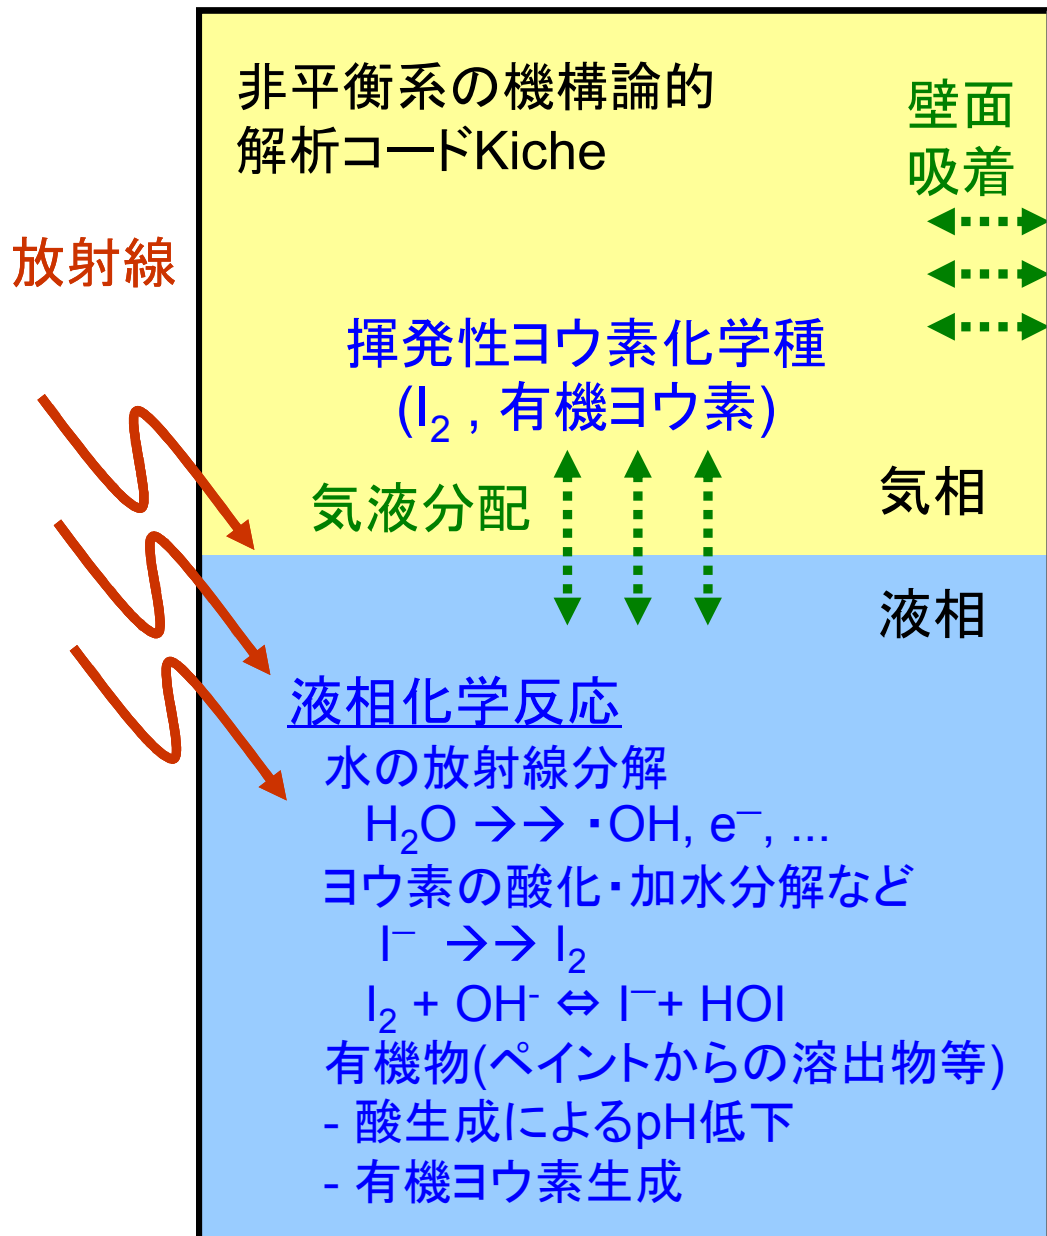 非平衡系の機構論的
解析コードKiche
壁面
吸着
放射線
揮発性ヨウ素化学種
(I₂ , 有機ヨウ素)
気液分配
気相
液相
液相化学反応
水の放射線分解
H₂O →→ ・OH, e⁻, ...
ヨウ素の酸化・加水分解など
I⁻ →→ I₂
I₂ + OH⁻ ⇔ I⁻+ HOI
有機物(ペイントからの溶出物等)
- 酸生成によるpH低下
- 有機ヨウ素生成